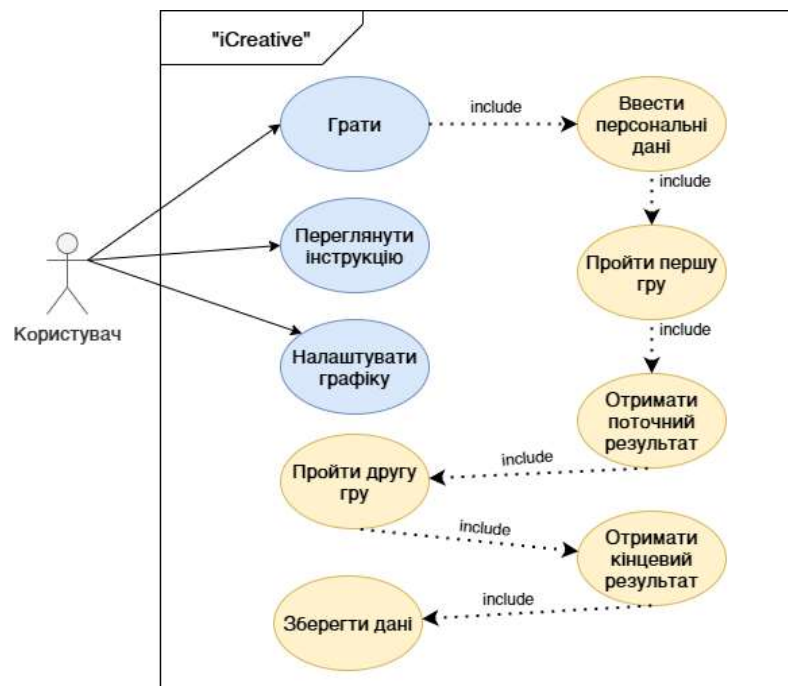 "iCreative"
Грати
include
Ввести
персональні
дані
include
Переглянути
інструкцію
Пройти першу
гру
Користувач
include
Налаштувати
графіку
Отримати
поточний
результат
include
Пройти другу
гру
include
Отримати
кінцевий
результат
include
Зберегти дані